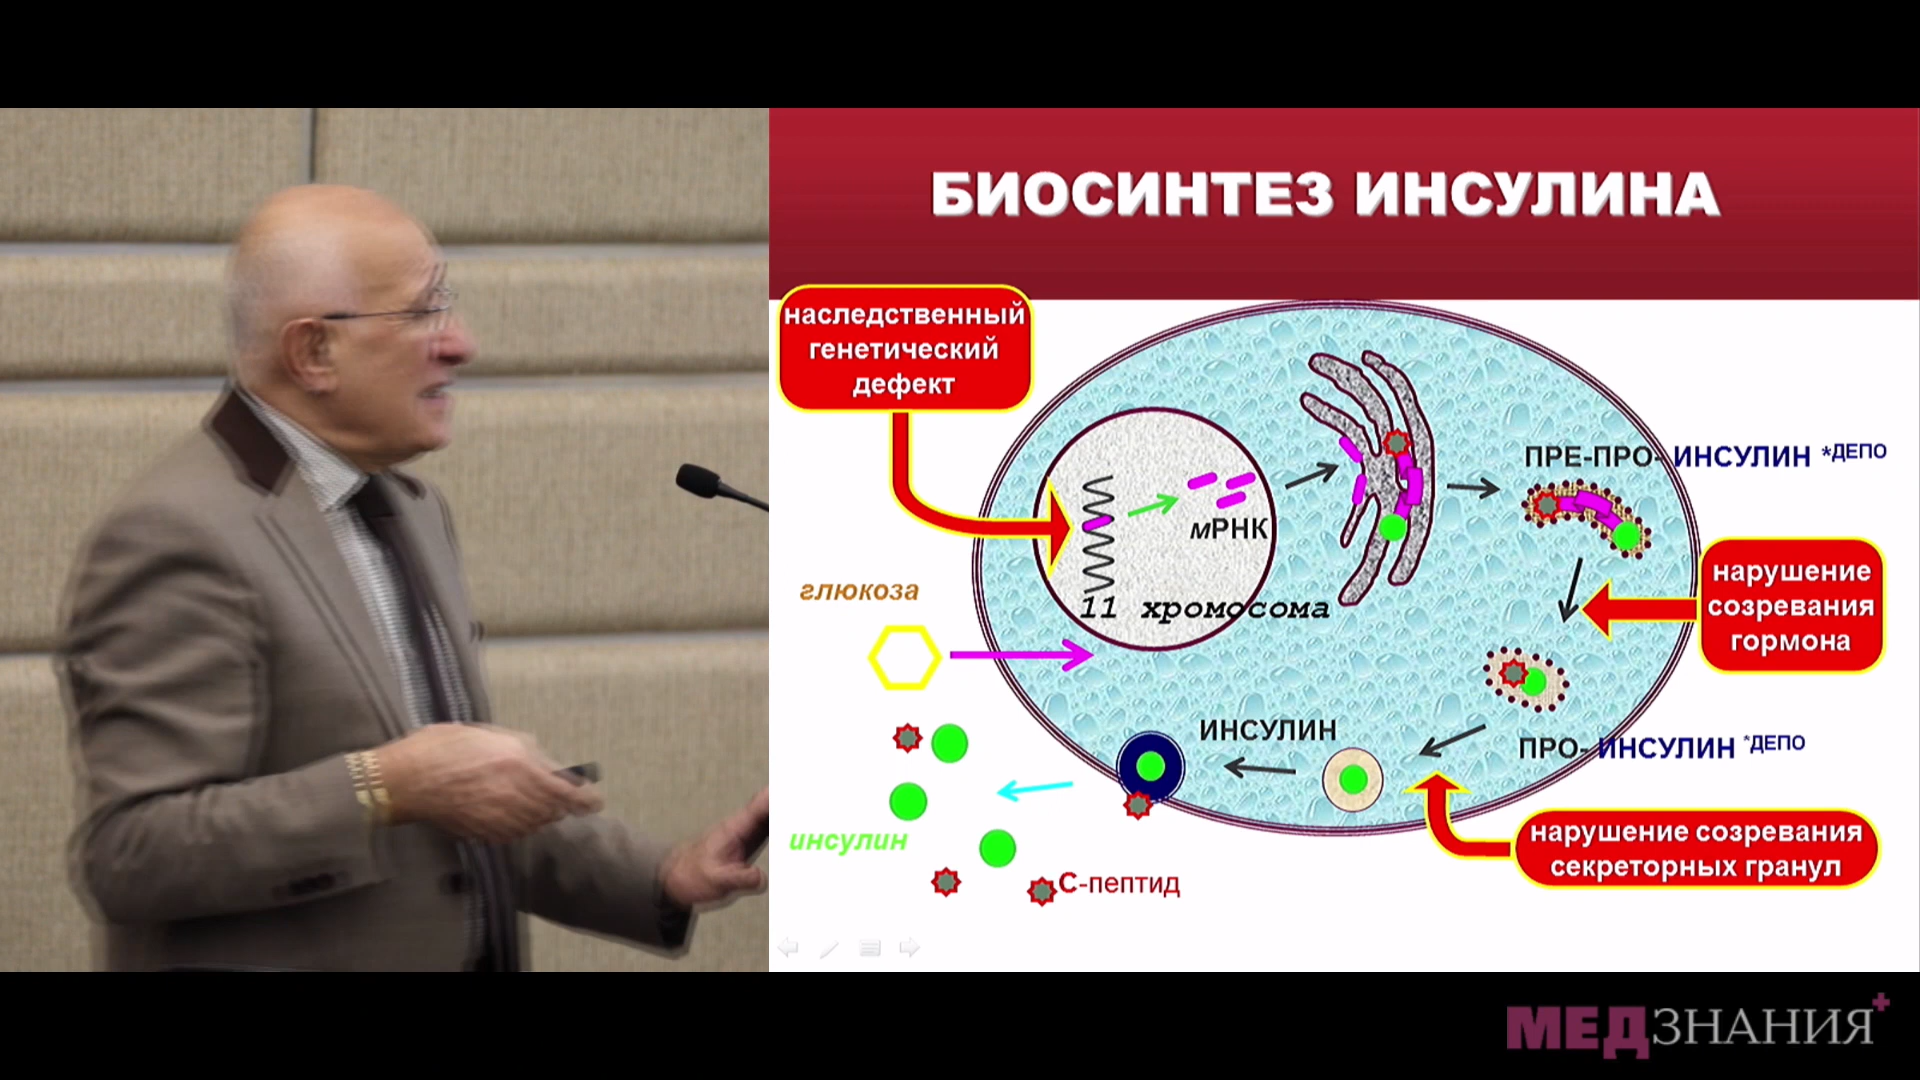 БИОСИНТЕЗ ИНСУЛИНА
наследственный
генетический
дефект
мРНК
11 хромосома
ПРЕ-ПРО-ИНСУЛИН *ДЕПО
нарушение
созревания
гормона
глюкоза
ПРО-ИНСУЛИН *ДЕПО
ИНСУЛИН
нарушение созревания
секреторных гранул
инсулин
С-пептид
МЕДЗНАНИЯ+